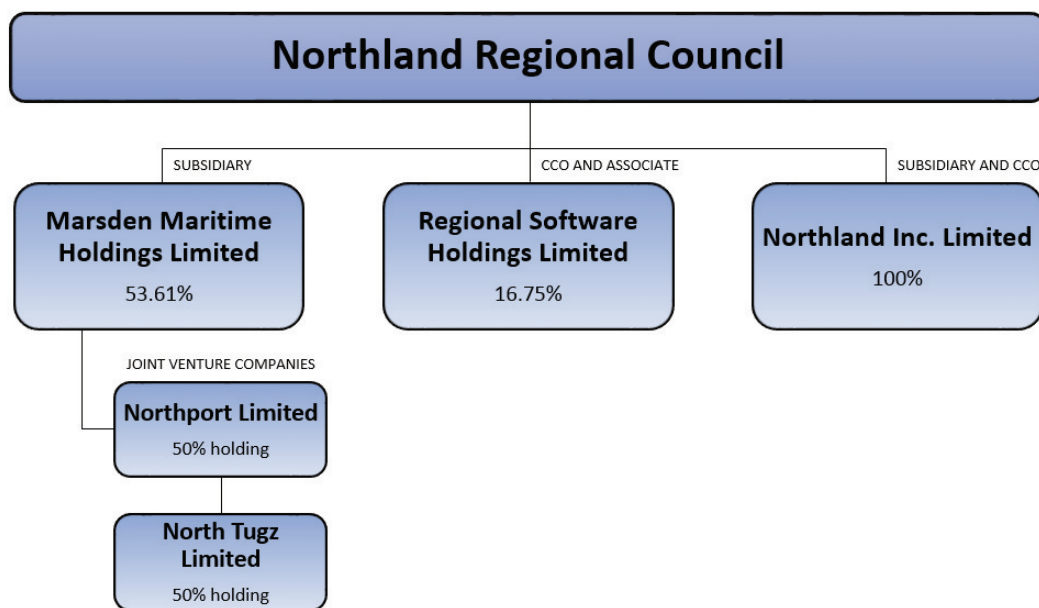 Northland Regional Council
SUBSIDIARY
CCO AND ASSOCIATE
SUBSIDIARY AND CCO
Marsden Maritime
Holdings Limited
53.61%
Regional Software
Holdings Limited
16.75%
Northland Inc. Limited
100%
JOINT VENTURE COMPANIES
Northport Limited
50% holding
North Tugz
Limited
50% holding